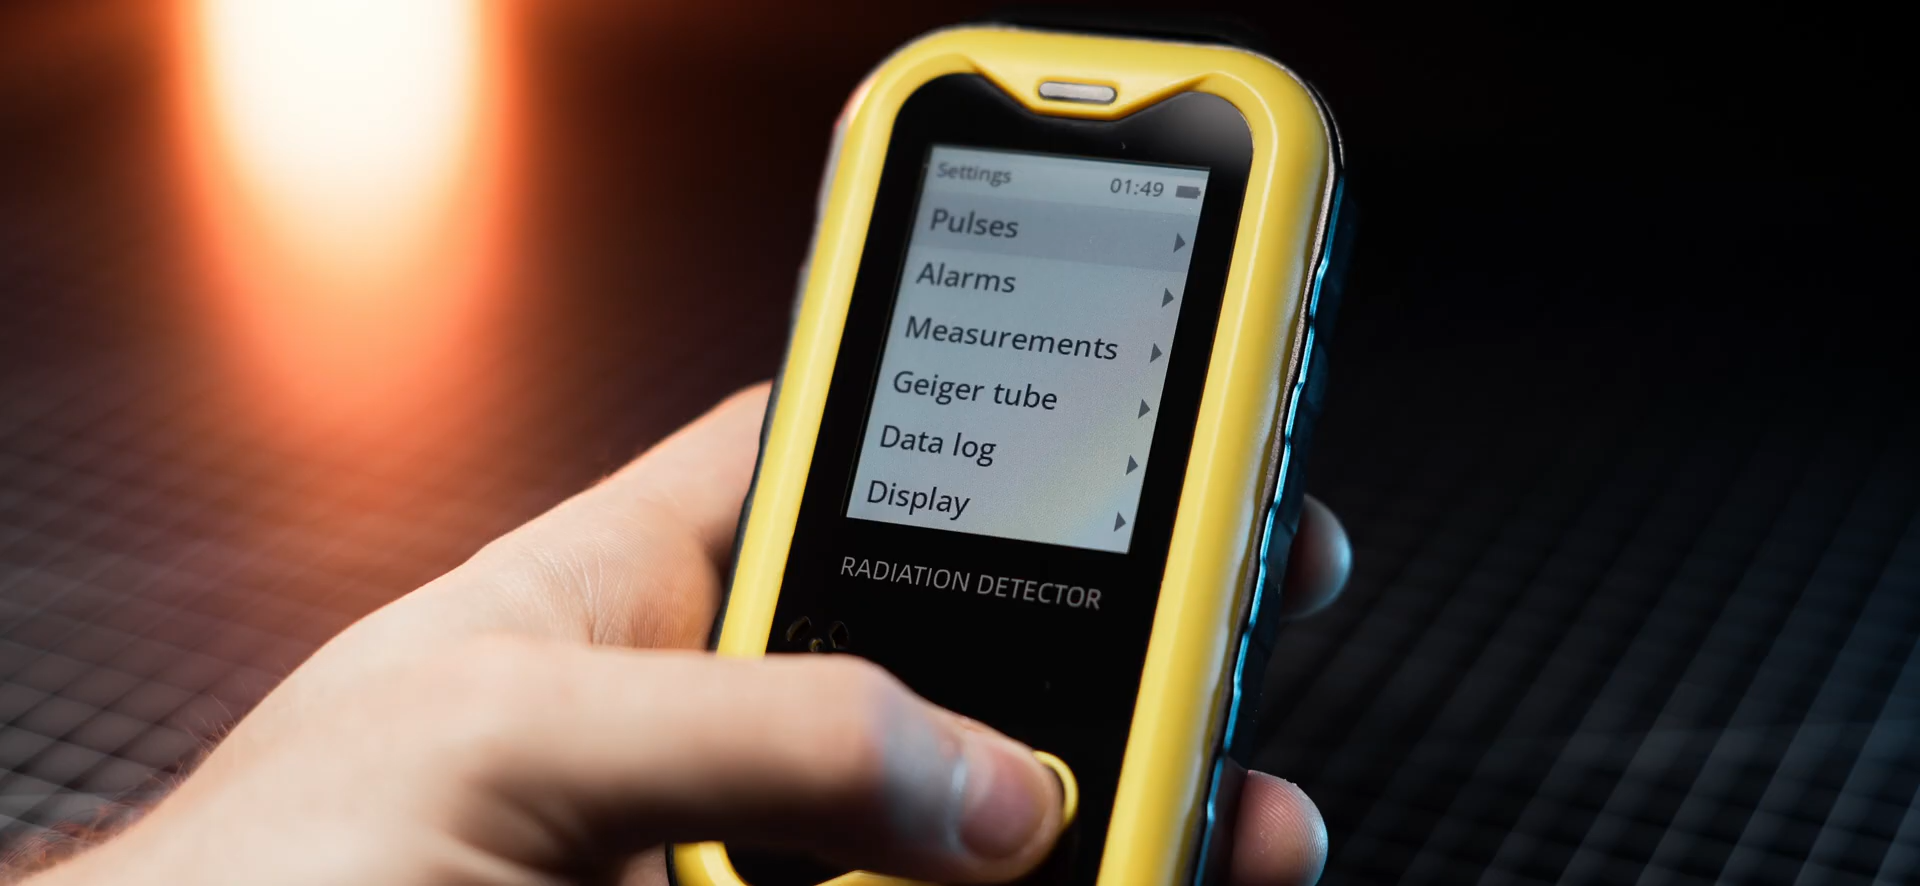 Settings 01:49
Pulses
Alarms
Measurements
Geiger tube
Data log
Display
RADIATION DETECTOR